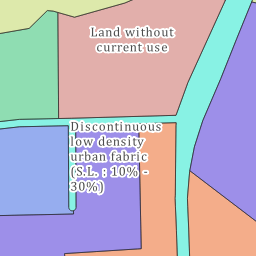 Land without
current use
Discontinuous
low density
urban fabric
(S.L. : 10% -
30%)